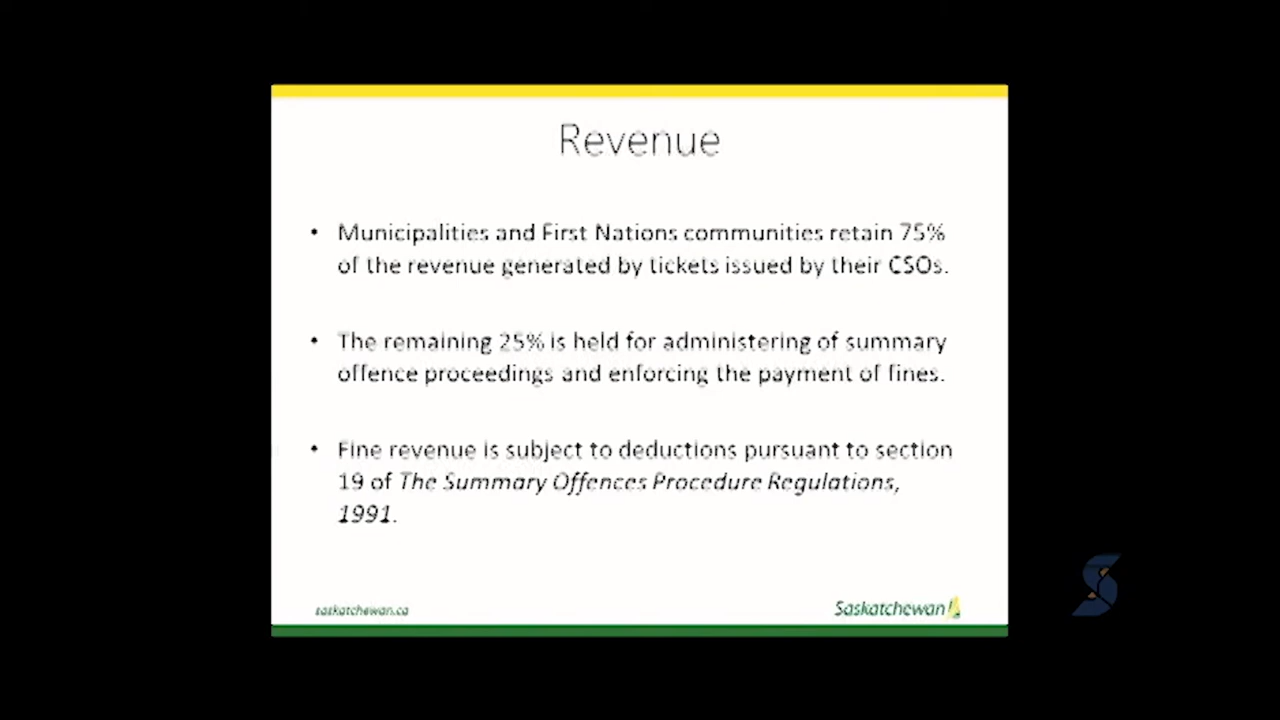 Revenue
• Municipalities and First Nations communities retain 75%
of the revenue generated by tickets issued by their CSOs.
• The remaining 25% is held for administering of summary
offence proceedings and enforcing the payment of fines.
• Fine revenue is subject to deductions pursuant to section
19 of The Summary Offences Procedure Regulations,
1991.
saskatchewan.ca
Saskatchewan